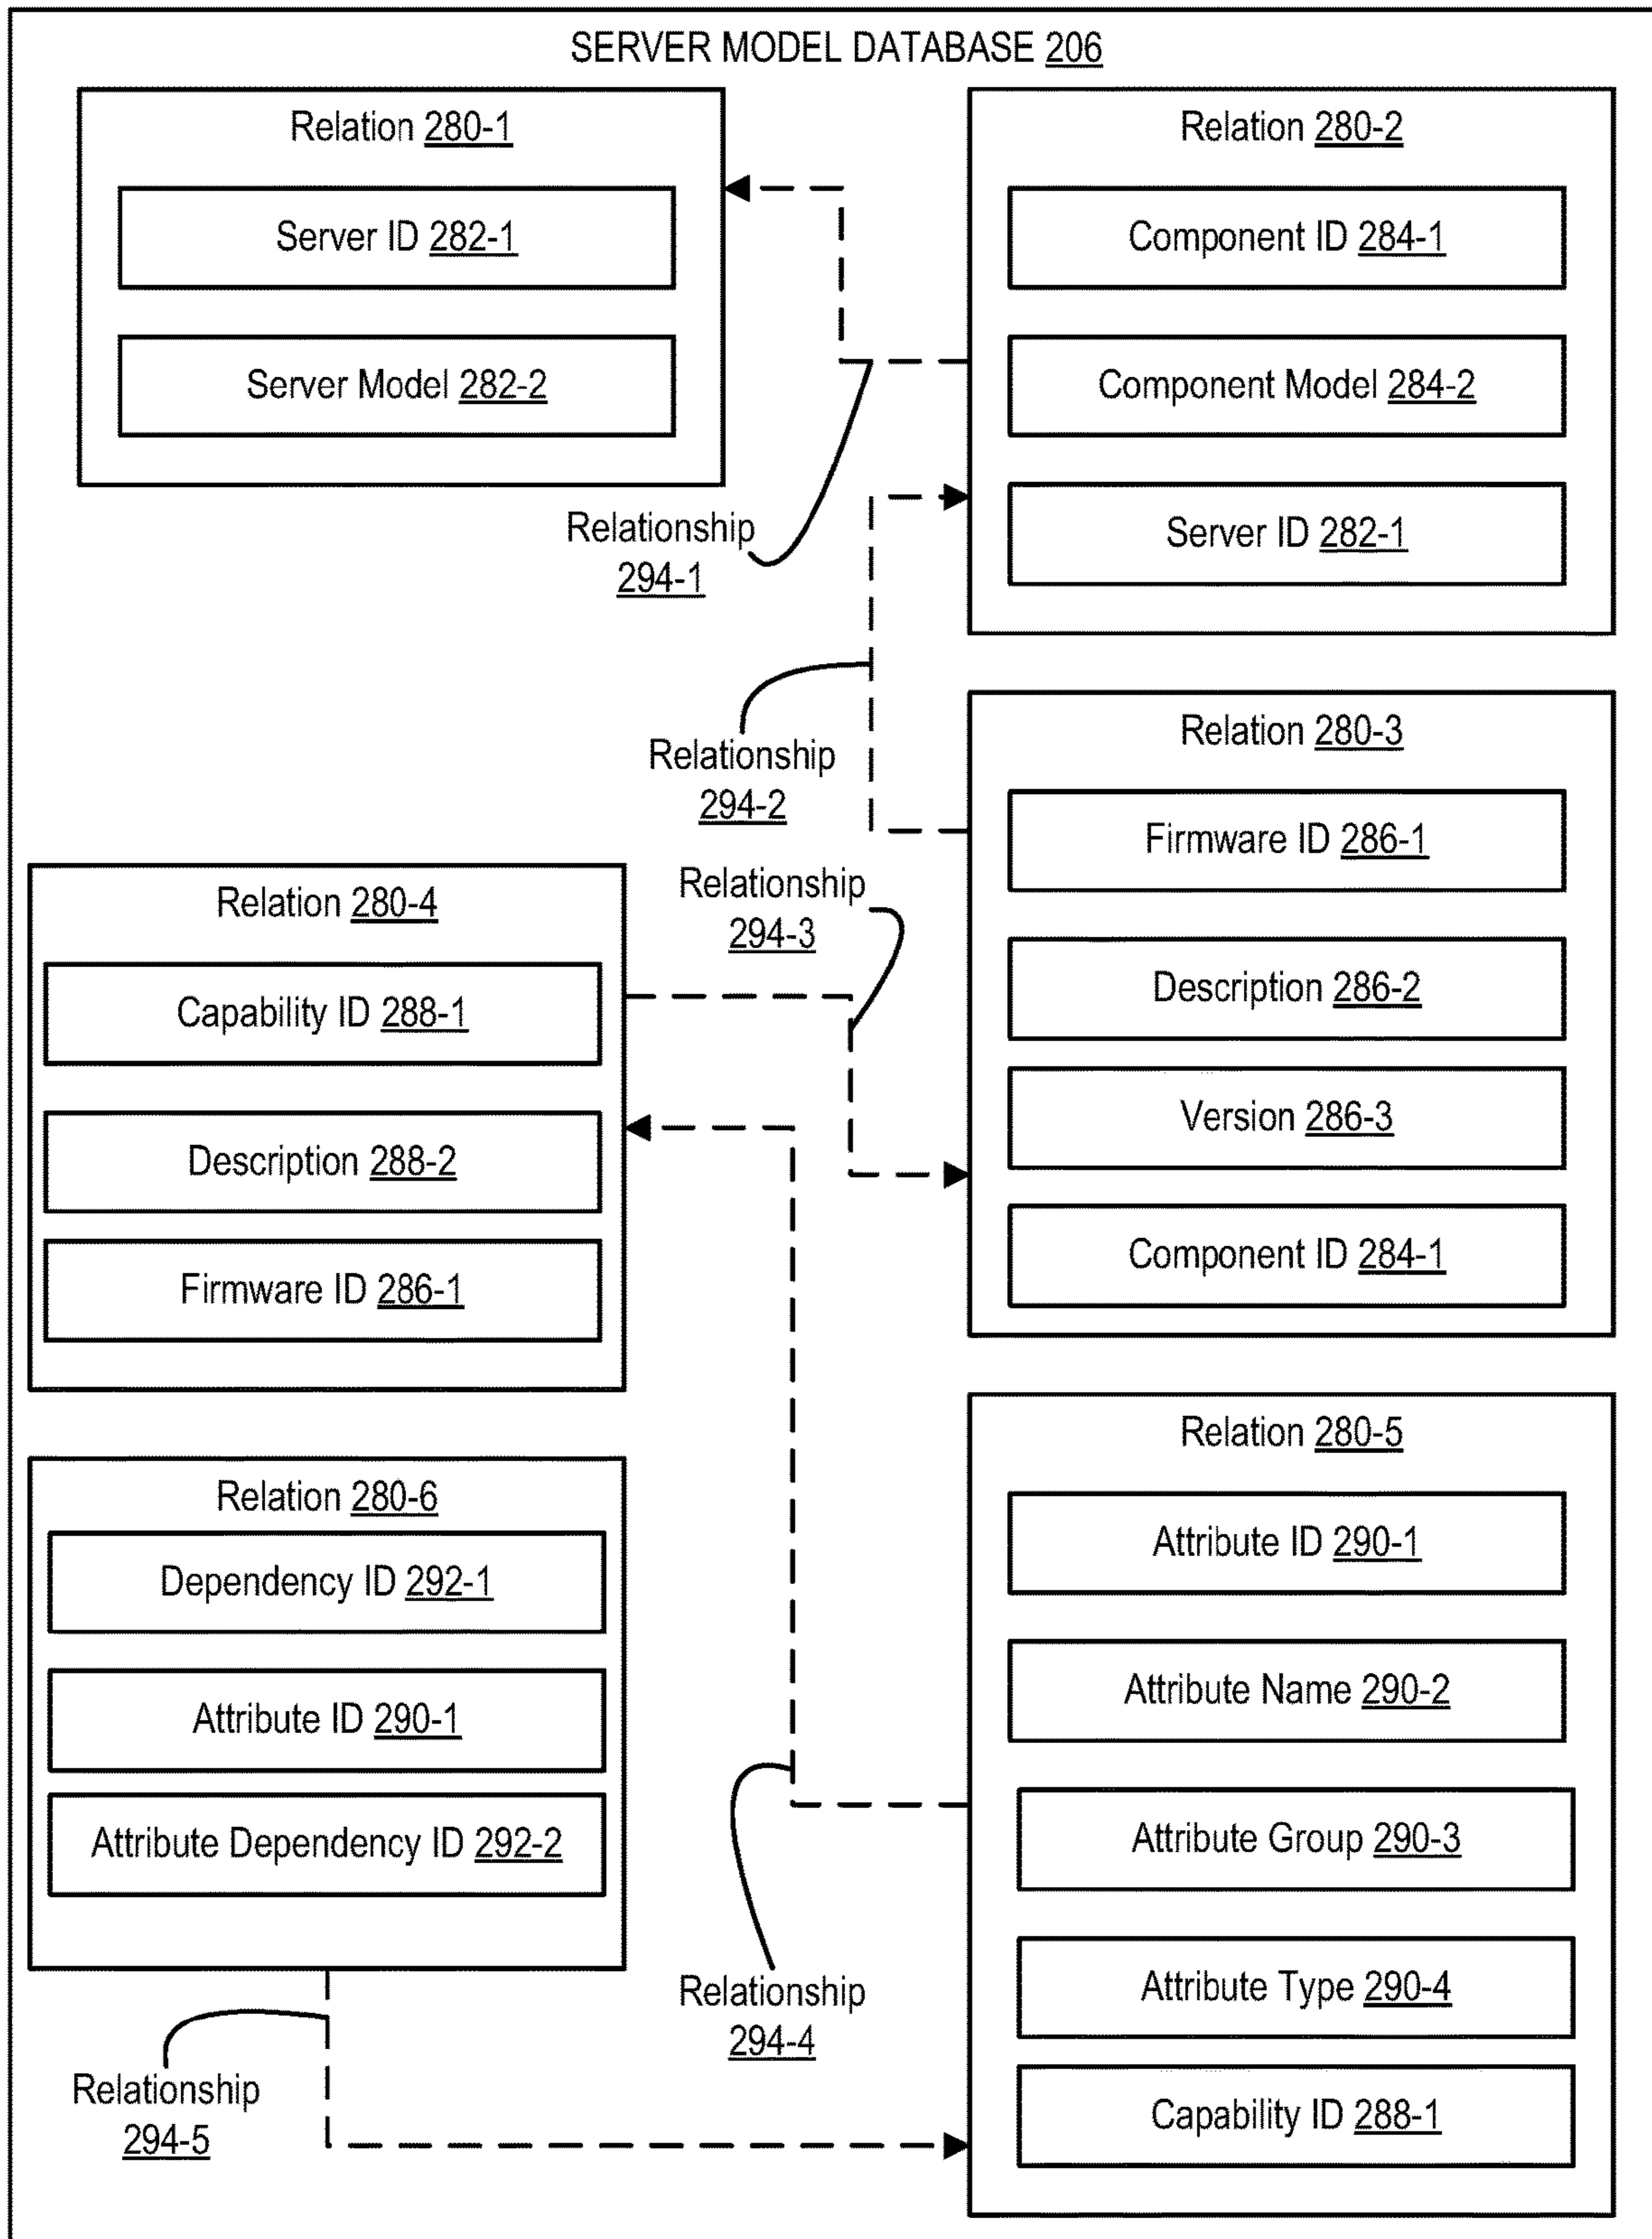 SERVER MODEL DATABASE 206
Relation 280-1
Server ID 282-1
Server Model 282-2
Relation 280-2
Component ID 284-1
Component Model 284-2
Server ID 282-1
Relationship
294-1
Relationship
294-2
Relation 280-3
Firmware ID 286-1
Description 286-2
Version 286-3
Component ID 284-1
Relationship
294-3
Relation 280-4
Capability ID 288-1
Description 288-2
Firmware ID 286-1
Relation 280-6
Dependency ID 292-1
Attribute ID 290-1
Attribute Dependency ID 292-2
Relation 280-5
Attribute ID 290-1
Attribute Name 290-2
Attribute Group 290-3
Attribute Type 290-4
Capability ID 288-1
Relationship
294-4
Relationship
294-5